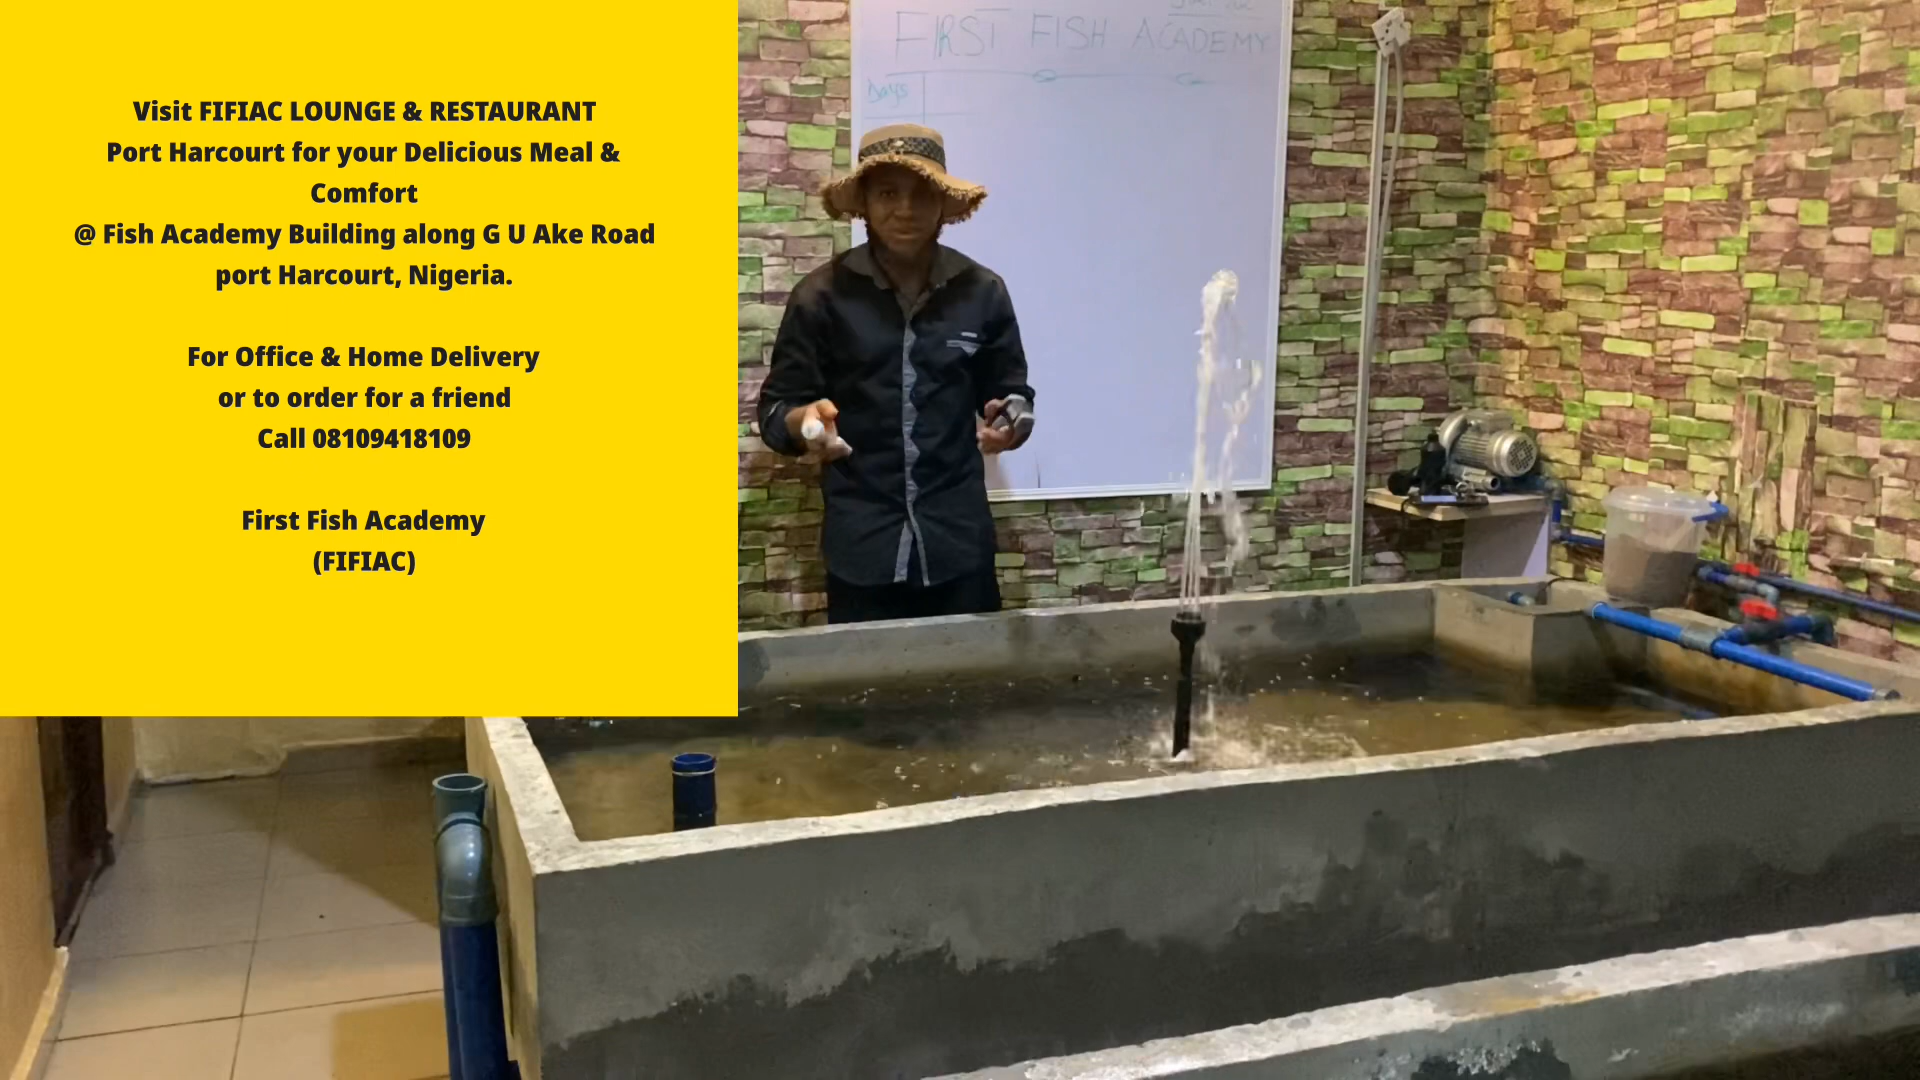 Visit FIFIAC LOUNGE & RESTAURANT
Port Harcourt for your Delicious Meal &
Comfort
@ Fish Academy Building along G U Ake Road
port Harcourt, Nigeria.
For Office & Home Delivery
or to order for a friend
Call 08109418109
First Fish Academy
(FIFIAC)
FIRST FISH ACADEMY
Days